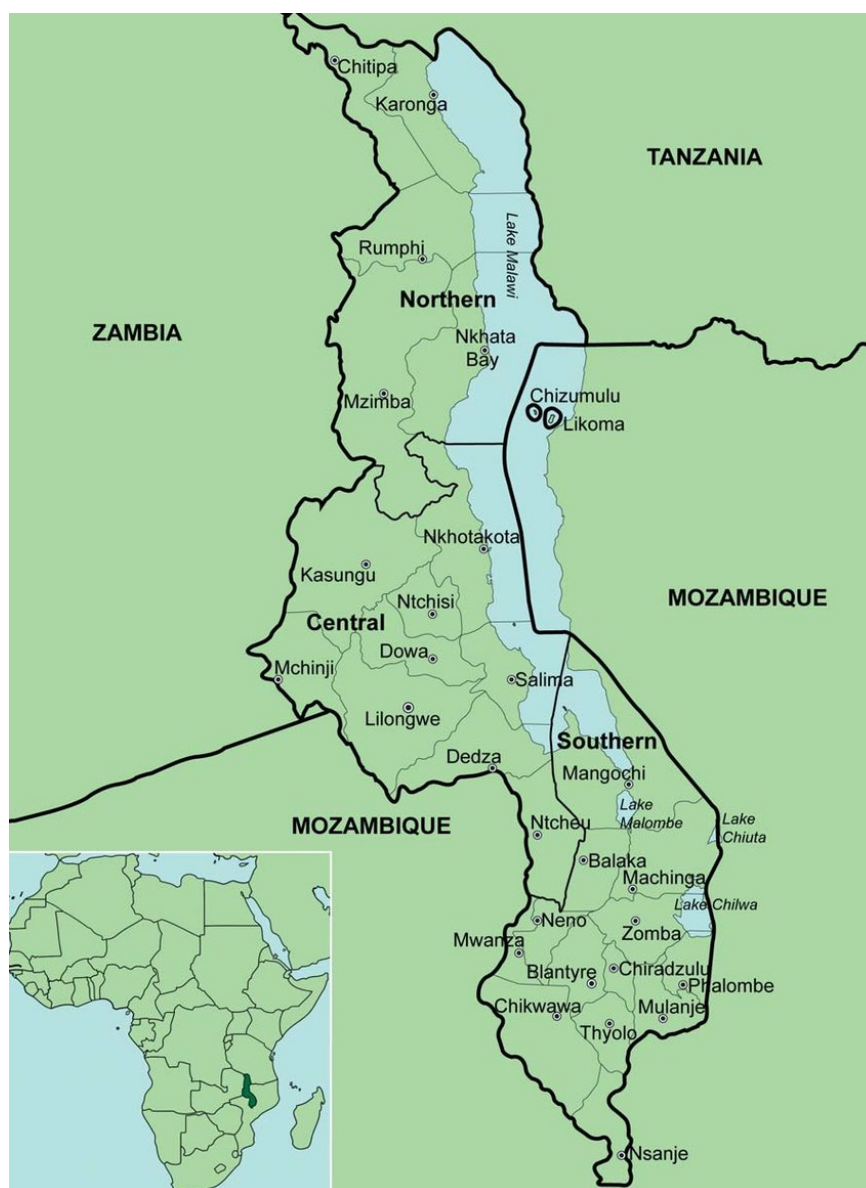 Chitipa
Karonga
TANZANIA
Lake Malawi
Rumphi
Northern
ZAMBIA
Nkhata
Bay
Mzimba
Chizumulu
Likoma
Nkhotakota
Kasungu
Ntchisi
MOZAMBIQUE
Central
Dowa
Mchinji
Salima
Lilongwe
Southern
Dedza
Mangochi
MOZAMBIQUE
Lake
Malombe
Lake
Chiuta
Ntcheu
Balaka
Machinga
Lake Chilwa
Neno
Zomba
Mwanza
Blantyre
Chiradzulu
Phalombe
Chikwawa
Mulanje
Thyolo
Nsanje